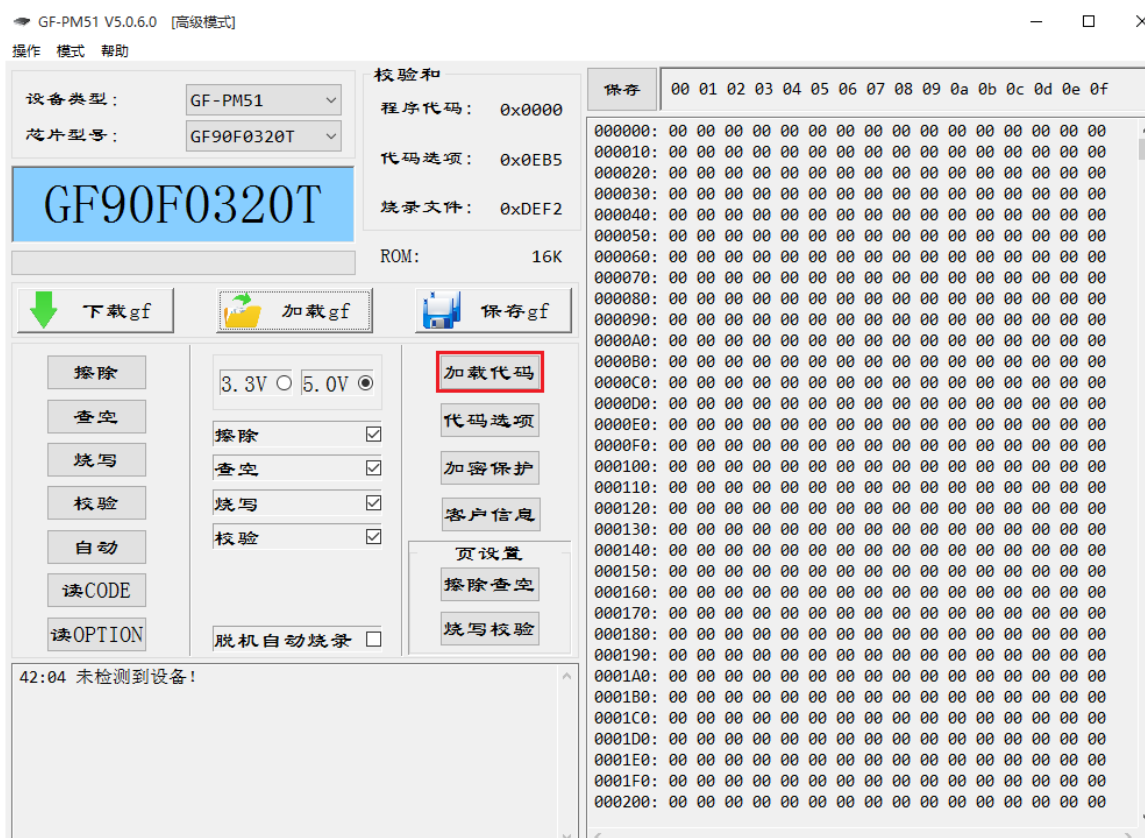 GF-PM51 V5.0.6.0 [高级模式]
操作 模式 帮助
设备类型: GF-PM51
芯片型号: GF90F0320T
GF90F0320T
校验和
程序代码: 0x0000
代码选项: 0x0EB5
烧录文件: 0xDEF2
ROM: 16K
下载gf 加载gf 保存gf
擦除
查空
烧写
校验
自动
读CODE
读OPTION
3.3V 5.0V
擦除
查空
烧写
校验
脱机自动烧录
加载代码
代码选项
加密保护
客户信息
页设置
擦除查空
烧写校验
42:04 未检测到设备!
保存 00 01 02 03 04 05 06 07 08 09 0a 0b 0c 0d 0e 0f
000000: 00 00 00 00 00 00 00 00 00 00 00 00 00 00 00 00
000010: 00 00 00 00 00 00 00 00 00 00 00 00 00 00 00 00
000020: 00 00 00 00 00 00 00 00 00 00 00 00 00 00 00 00
000030: 00 00 00 00 00 00 00 00 00 00 00 00 00 00 00 00
000040: 00 00 00 00 00 00 00 00 00 00 00 00 00 00 00 00
000050: 00 00 00 00 00 00 00 00 00 00 00 00 00 00 00 00
000060: 00 00 00 00 00 00 00 00 00 00 00 00 00 00 00 00
000070: 00 00 00 00 00 00 00 00 00 00 00 00 00 00 00 00
000080: 00 00 00 00 00 00 00 00 00 00 00 00 00 00 00 00
000090: 00 00 00 00 00 00 00 00 00 00 00 00 00 00 00 00
0000A0: 00 00 00 00 00 00 00 00 00 00 00 00 00 00 00 00
0000B0: 00 00 00 00 00 00 00 00 00 00 00 00 00 00 00 00
0000C0: 00 00 00 00 00 00 00 00 00 00 00 00 00 00 00 00
0000D0: 00 00 00 00 00 00 00 00 00 00 00 00 00 00 00 00
0000E0: 00 00 00 00 00 00 00 00 00 00 00 00 00 00 00 00
0000F0: 00 00 00 00 00 00 00 00 00 00 00 00 00 00 00 00
000100: 00 00 00 00 00 00 00 00 00 00 00 00 00 00 00 00
000110: 00 00 00 00 00 00 00 00 00 00 00 00 00 00 00 00
000120: 00 00 00 00 00 00 00 00 00 00 00 00 00 00 00 00
000130: 00 00 00 00 00 00 00 00 00 00 00 00 00 00 00 00
000140: 00 00 00 00 00 00 00 00 00 00 00 00 00 00 00 00
000150: 00 00 00 00 00 00 00 00 00 00 00 00 00 00 00 00
000160: 00 00 00 00 00 00 00 00 00 00 00 00 00 00 00 00
000170: 00 00 00 00 00 00 00 00 00 00 00 00 00 00 00 00
000180: 00 00 00 00 00 00 00 00 00 00 00 00 00 00 00 00
000190: 00 00 00 00 00 00 00 00 00 00 00 00 00 00 00 00
0001A0: 00 00 00 00 00 00 00 00 00 00 00 00 00 00 00 00
0001B0: 00 00 00 00 00 00 00 00 00 00 00 00 00 00 00 00
0001C0: 00 00 00 00 00 00 00 00 00 00 00 00 00 00 00 00
0001D0: 00 00 00 00 00 00 00 00 00 00 00 00 00 00 00 00
0001E0: 00 00 00 00 00 00 00 00 00 00 00 00 00 00 00 00
0001F0: 00 00 00 00 00 00 00 00 00 00 00 00 00 00 00 00
000200: 00 00 00 00 00 00 00 00 00 00 00 00 00 00 00 00